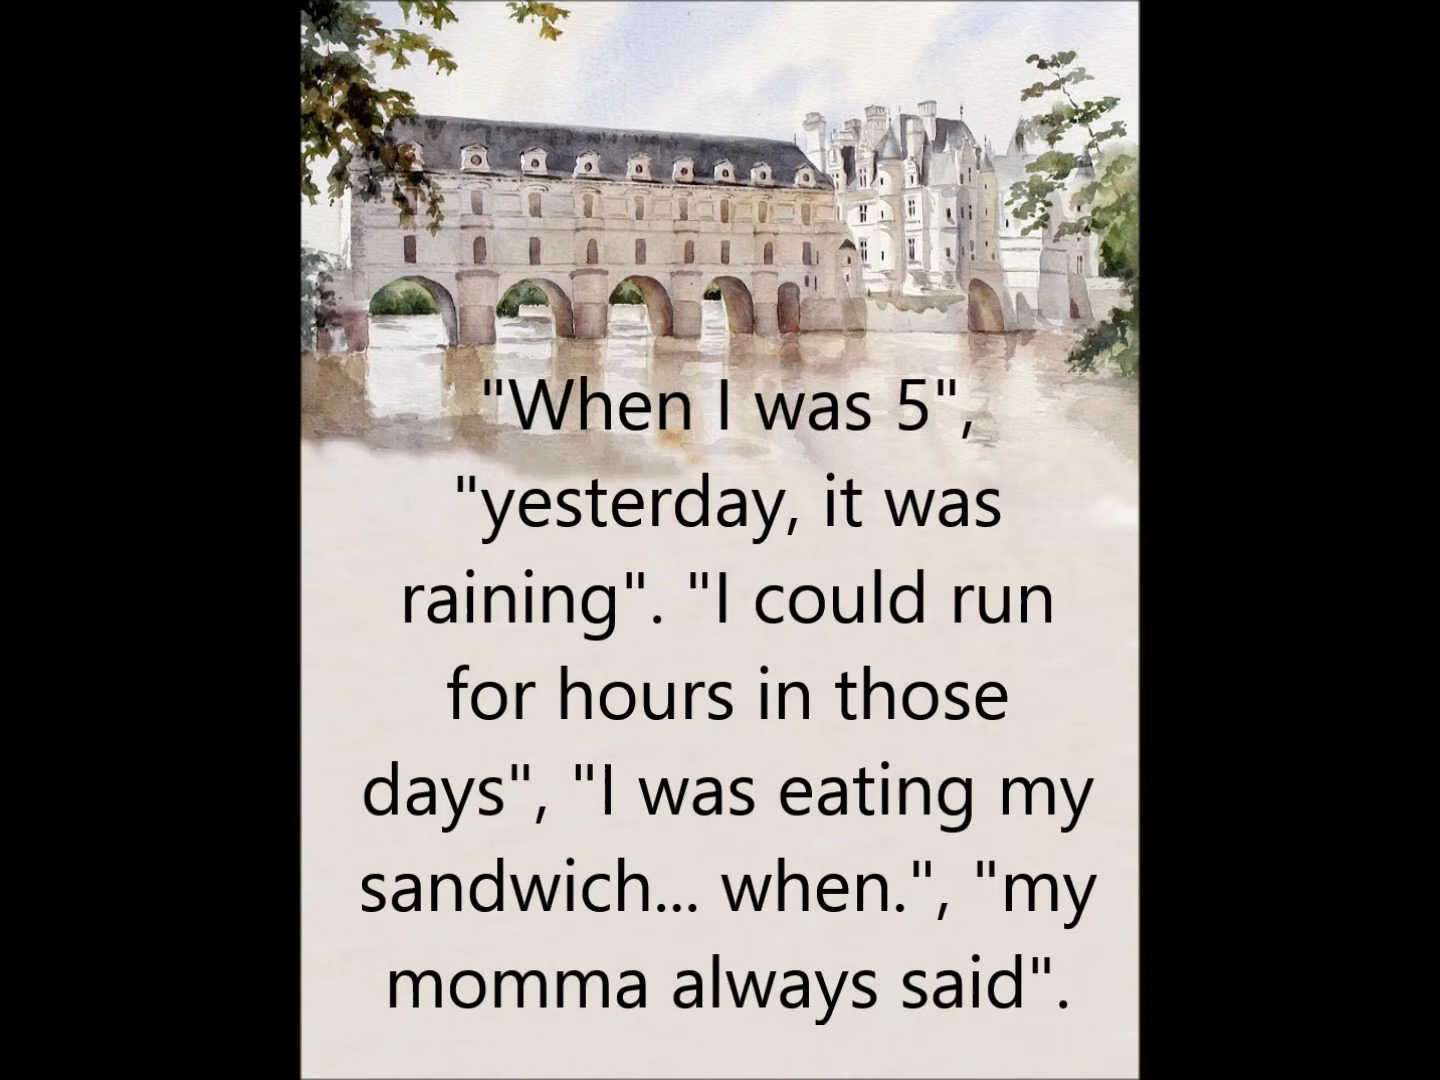 "When I was 5",
"yesterday, it was
raining". "I could run
for hours in those
days", "I was eating my
sandwich... when.", "my
momma always said".